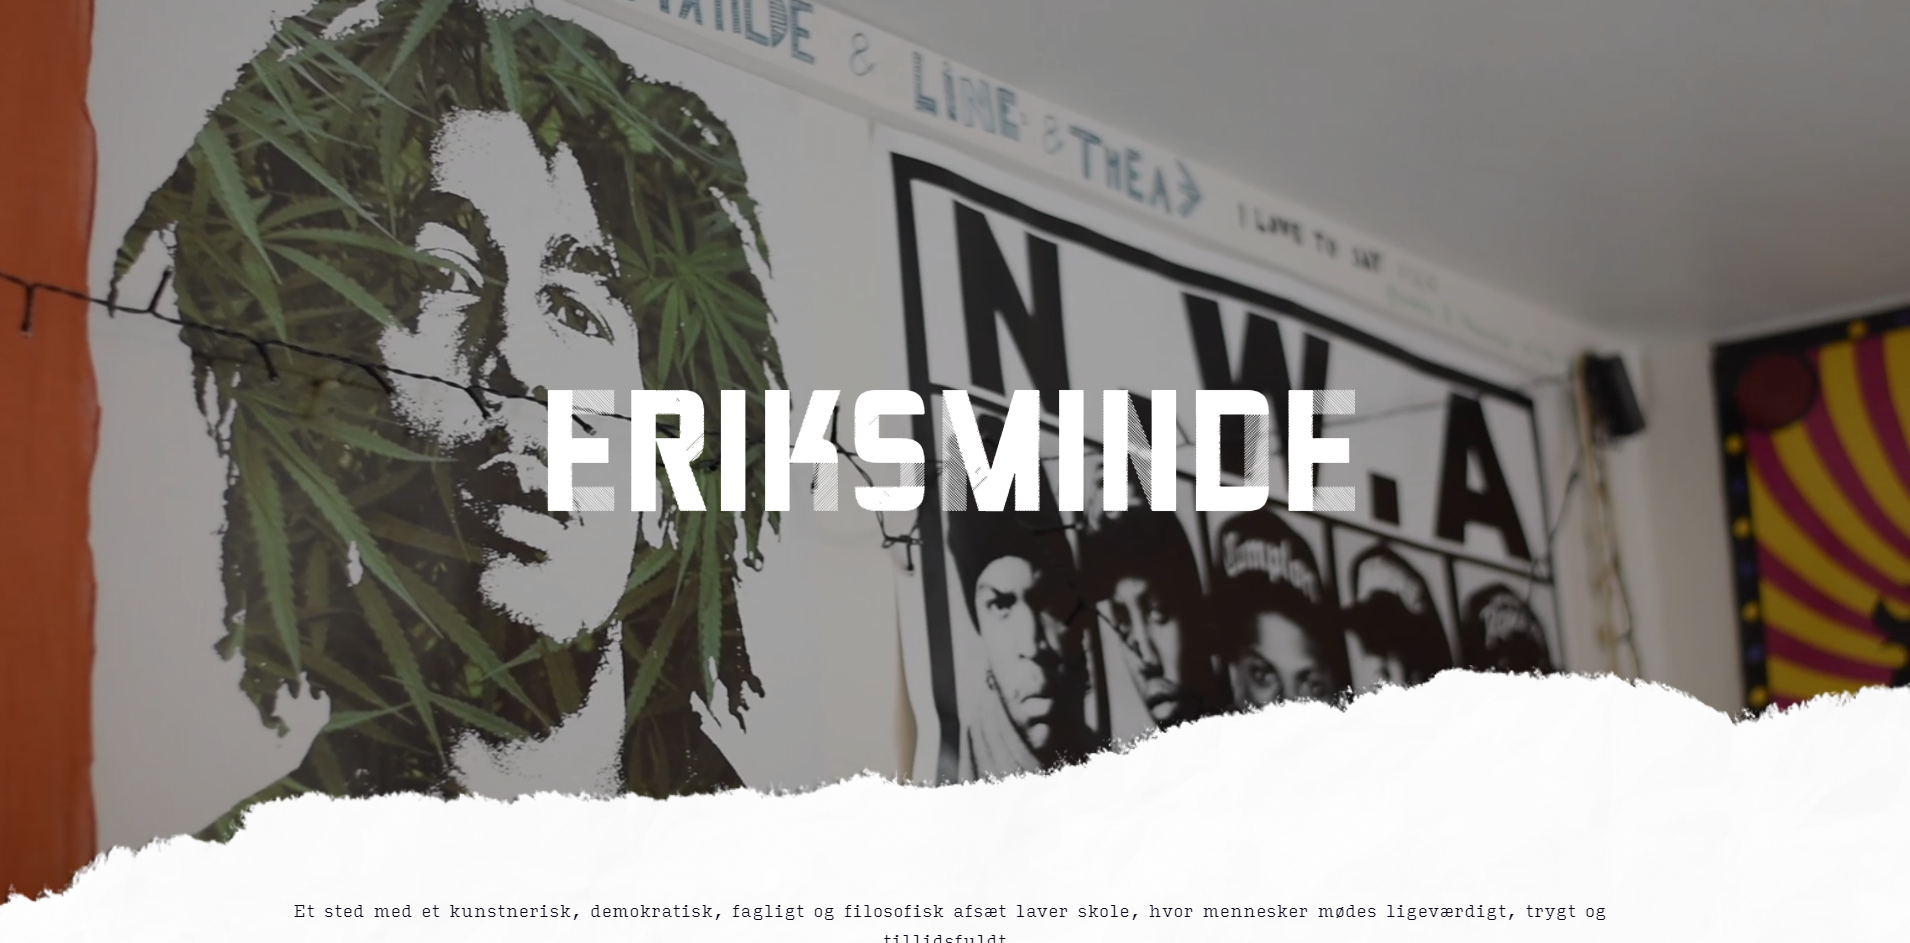 & LINE & THEA
I LOVE TO SAY
ERIKSMINDE
N.W.A
Compton
Et sted med et kunstnerisk, demokratisk, fagligt og filosofisk afsæt laver skole, hvor mennesker mødes ligeværdigt, trygt og
tillidsfuldt